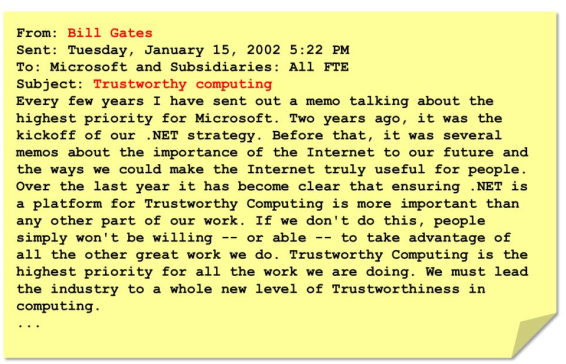 From: Bill Gates
Sent: Tuesday, January 15, 2002 5:22 PM
To: Microsoft and Subsidiaries: All FTE
Subject: Trustworthy computing
Every few years I have sent out a memo talking about the
highest priority for Microsoft. Two years ago, it was the
kickoff of our .NET strategy. Before that, it was several
memos about the importance of the Internet to our future and
the ways we could make the Internet truly useful for people.
Over the last year it has become clear that ensuring .NET is
a platform for Trustworthy Computing is more important than
any other part of our work. If we don't do this, people
simply won't be willing -- or able -- to take advantage of
all the other great work we do. Trustworthy Computing is the
highest priority for all the work we are doing. We must lead
the industry to a whole new level of Trustworthiness in
computing.
...